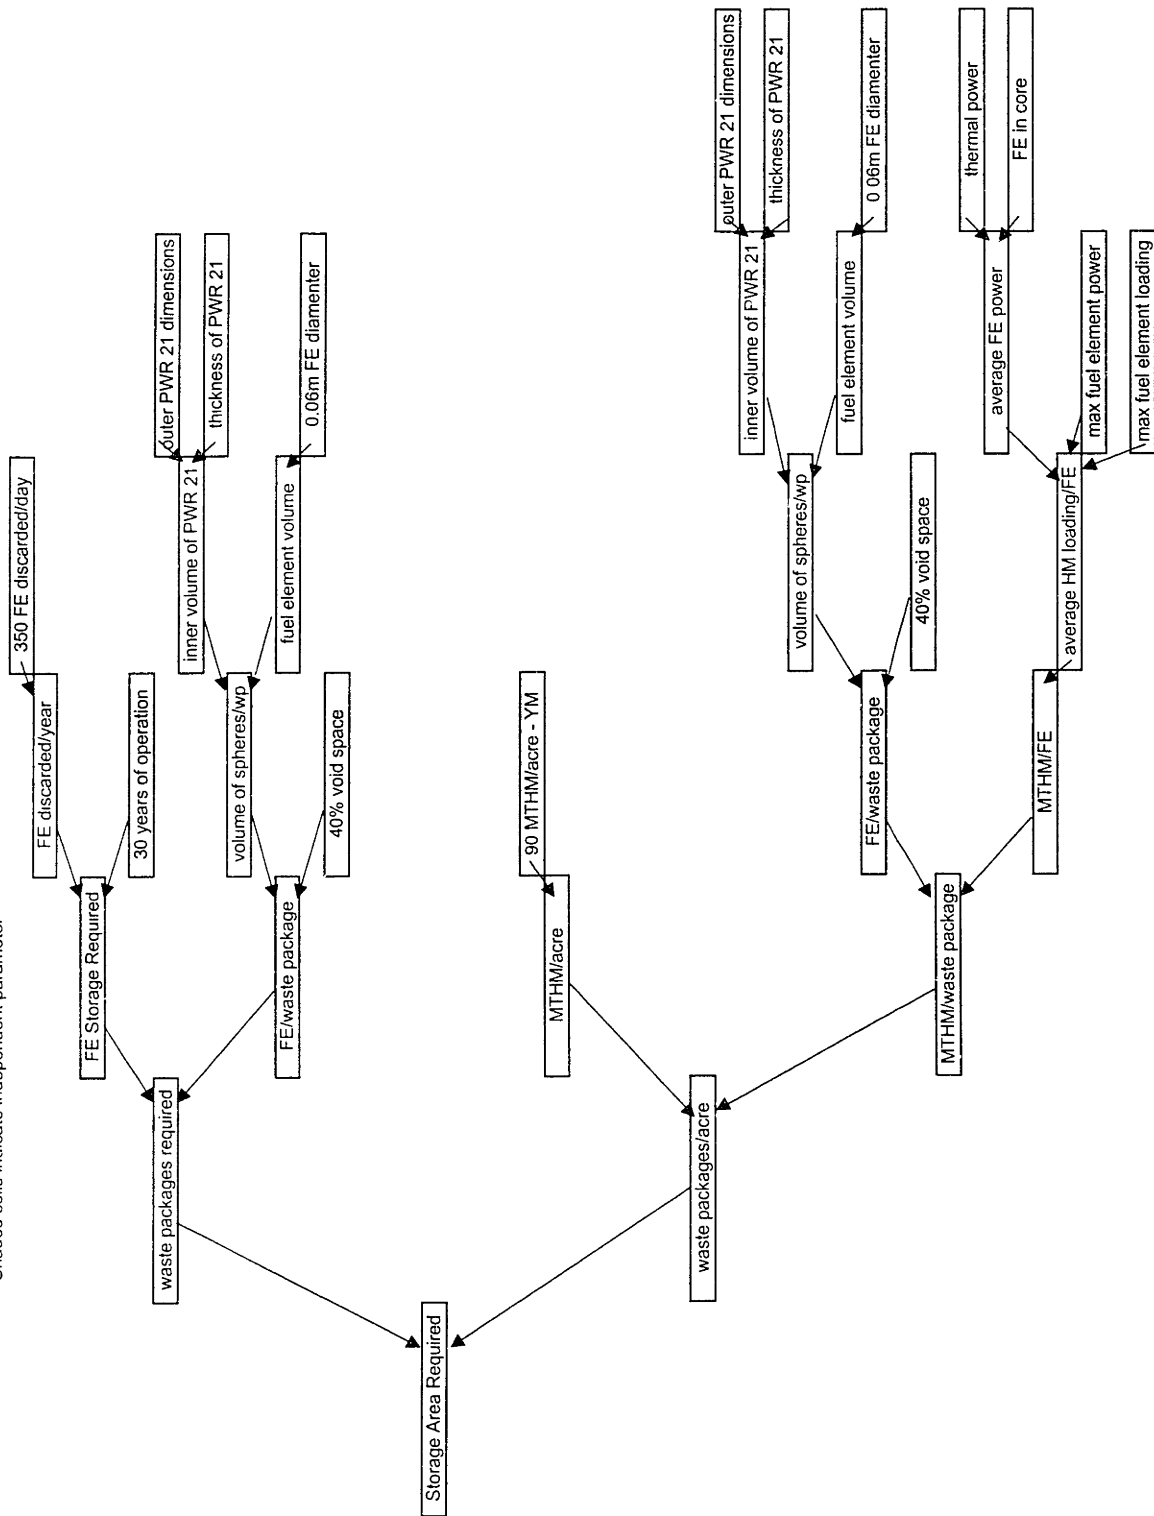 cells indicate independent parameter
350 FE discarded/day
FE discarded/year
FE Storage Required
30 years of operation
waste packages required
outer PWR 21 dimensions
inner volume of PWR 21
thickness of PWR 21
volume of spheres/wp
FE/waste package
fuel element volume
0.06m FE diamenter
40% void space
Storage Area Required
90 MTHM/acre - YM
MTHM/acre
waste packages/acre
outer PWR 21 dimensions
inner volume of PWR 21
thickness of PWR 21
volume of spheres/wp
fuel element volume
FE/waste package
0 06m FE diamenter
40% void space
MTHM/waste package
thermal power
average FE power
FE in core
MTHM/FE
average HM loading/FE
max fuel element power
max fuel element loading